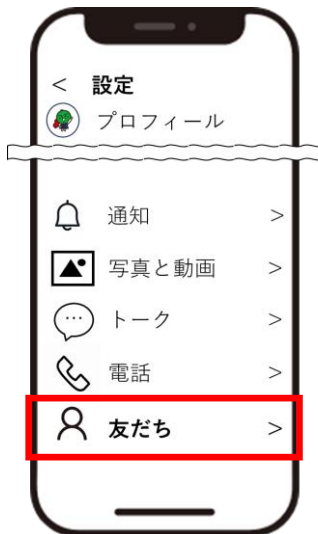 < 設定
プロフィール
通知 >
写真と動画 >
トーク >
電話 >
友だち >